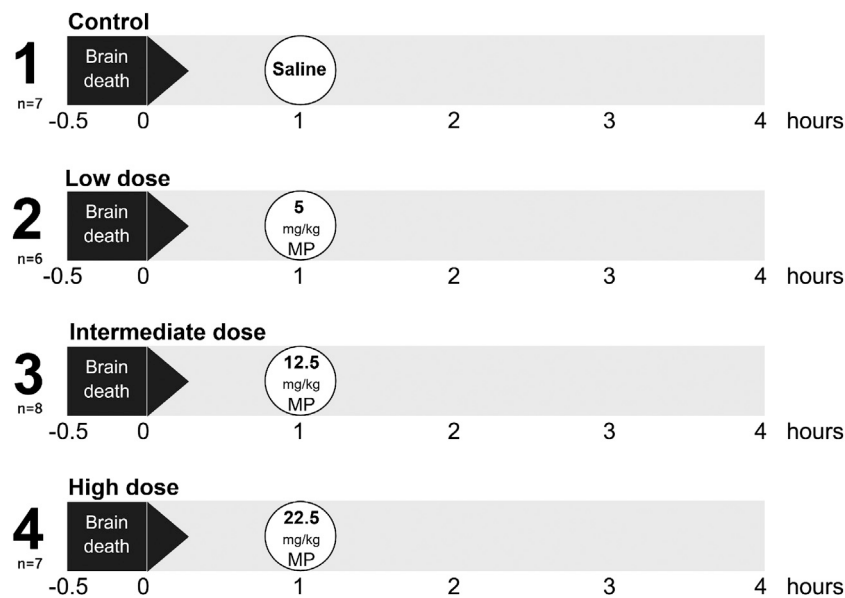 Control
1
n=7
Brain
death
Saline
-0.5 0 1 2 3 4 hours
Low dose
2
n=6
Brain
death
5
mg/kg
MP
-0.5 0 1 2 3 4 hours
Intermediate dose
3
n=8
Brain
death
12.5
mg/kg
MP
-0.5 0 1 2 3 4 hours
High dose
4
n=7
Brain
death
22.5
mg/kg
MP
-0.5 0 1 2 3 4 hours